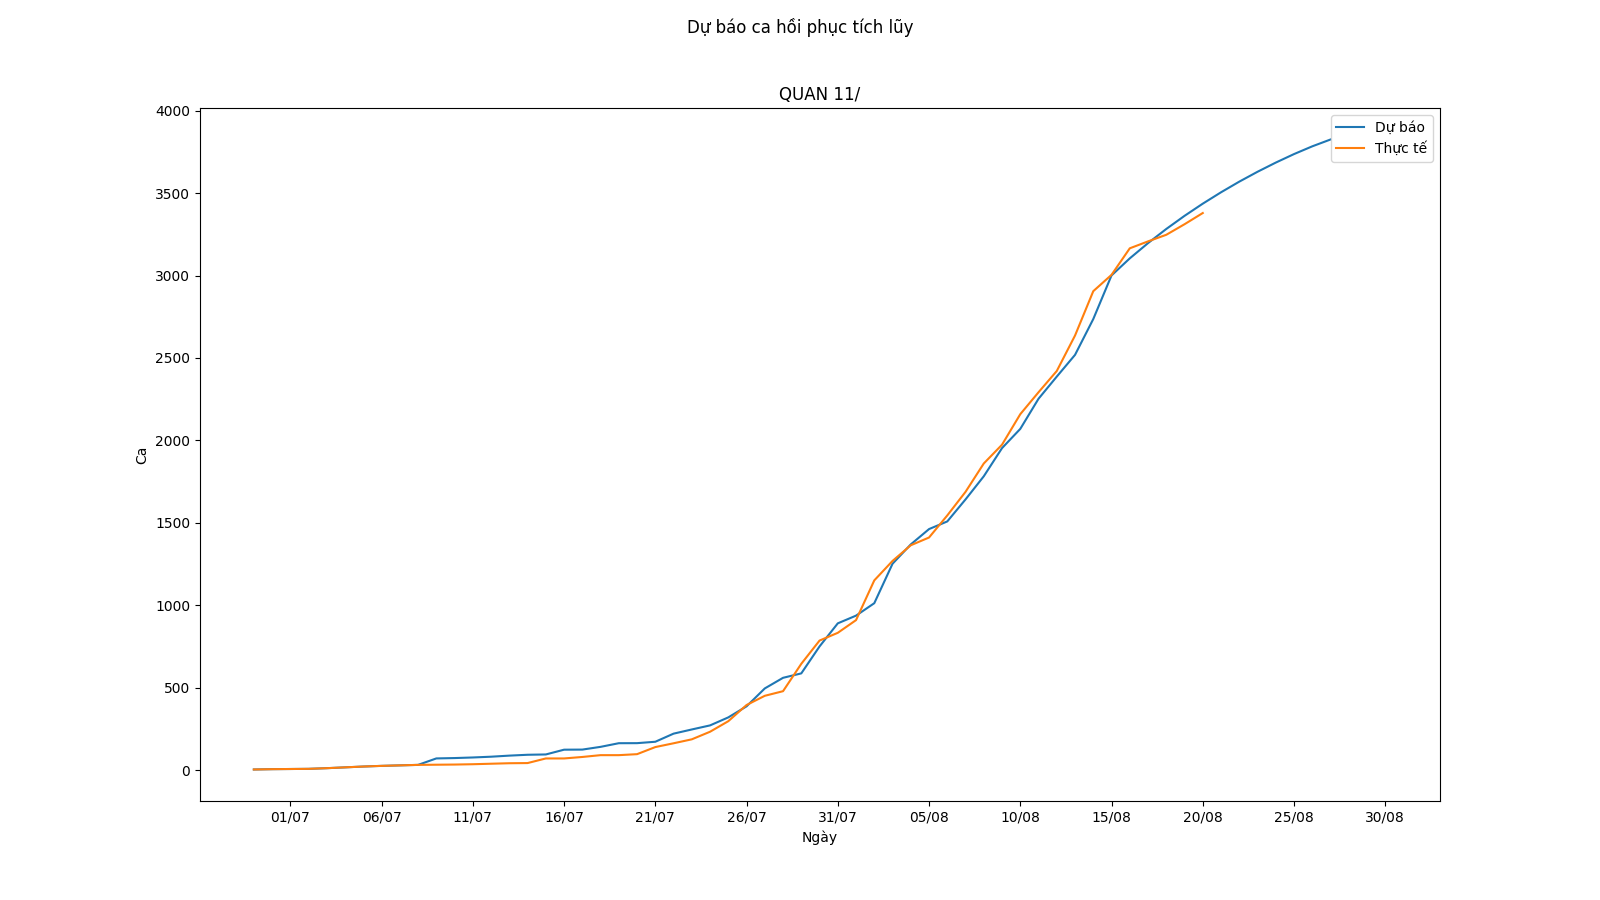 Dự báo ca hồi phục tích lũy
QUAN 11/
4000
3500
3000
2500
2000
1500
1000
500
0
Ca
Dự báo
Thực tế
01/07 06/07 11/07 16/07 21/07 26/07 31/07 05/08 10/08 15/08 20/08 25/08 30/08
Ngày